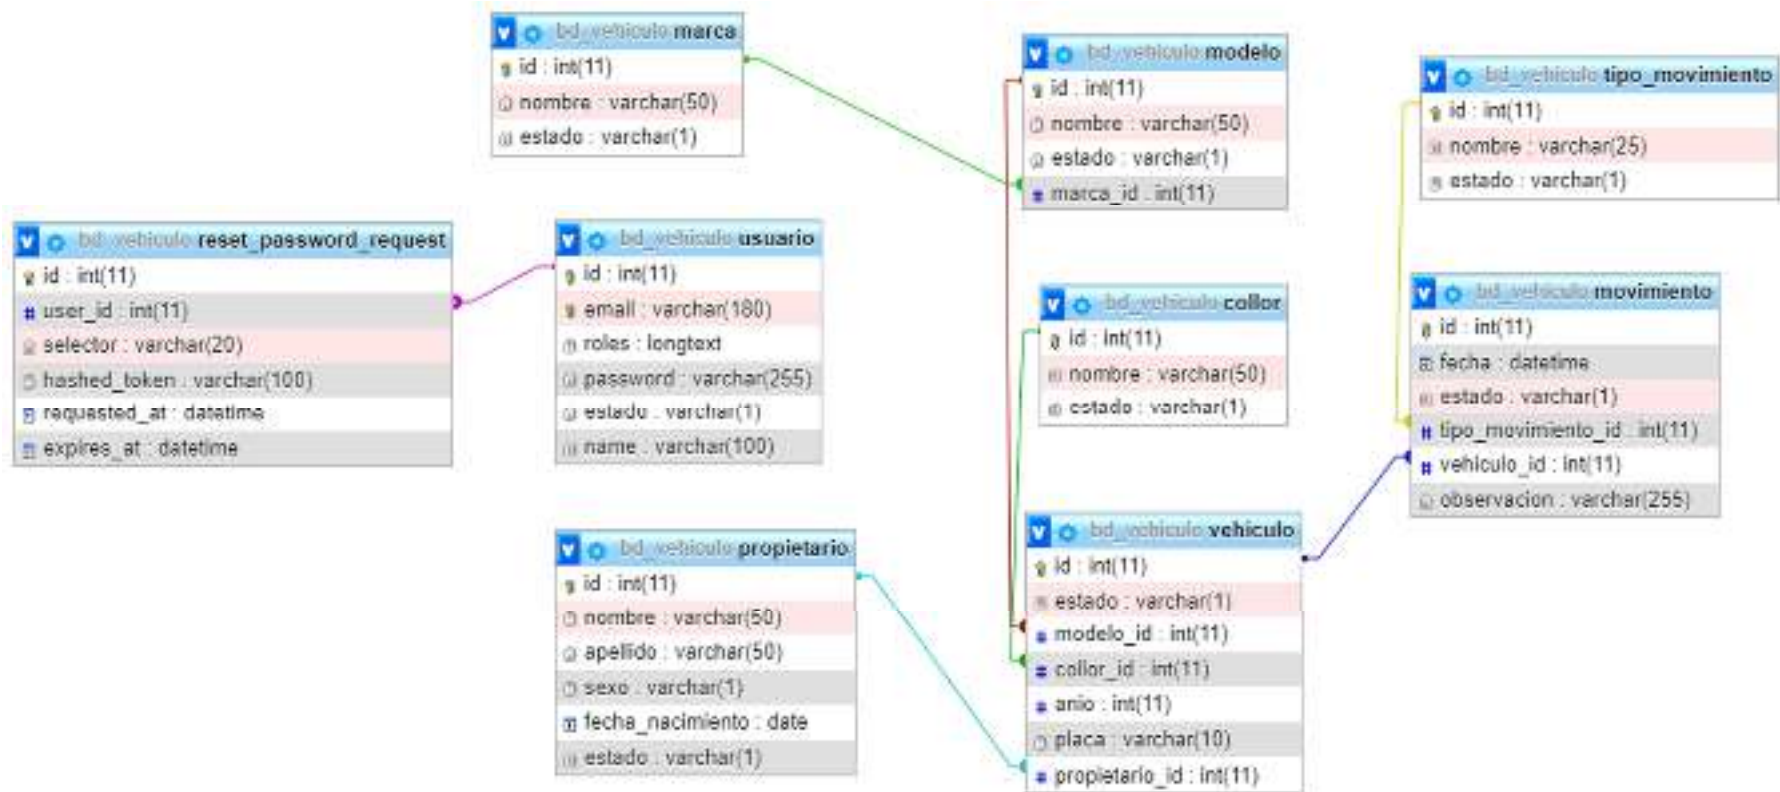 bd_vehiculo marca
id : int(11)
nombre : varchar(50)
estado : varchar(1)
bd_vehiculo modelo
id : int(11)
nombre : varchar(50)
estado : varchar(1)
marca_id : int(11)
bd_vehiculo tipo_movimiento
id : int(11)
nombre : varchar(25)
estado : varchar(1)
bd_vehiculo reset_password_request
id : int(11)
user_id : int(11)
selector : varchar(20)
hashed_token : varchar(100)
requested_at : datetime
expires_at : datetime
bd_vehiculo usuario
id : int(11)
email : varchar(180)
roles : longtext
password : varchar(255)
estado : varchar(1)
name : varchar(100)
bd_vehiculo collor
id : int(11)
nombre : varchar(50)
estado : varchar(1)
bd_vehiculo movimiento
id : int(11)
fecha : datetime
estado : varchar(1)
tipo_movimiento_id : int(11)
vehiculo_id : int(11)
observacion : varchar(255)
bd_vehiculo propietario
id : int(11)
nombre : varchar(50)
apellido : varchar(50)
sexo : varchar(1)
fecha_nacimiento : date
estado : varchar(1)
bd_vehiculo vehiculo
id : int(11)
estado : varchar(1)
modelo_id : int(11)
collor_id : int(11)
anio : int(11)
placa : varchar(10)
propietario_id : int(11)